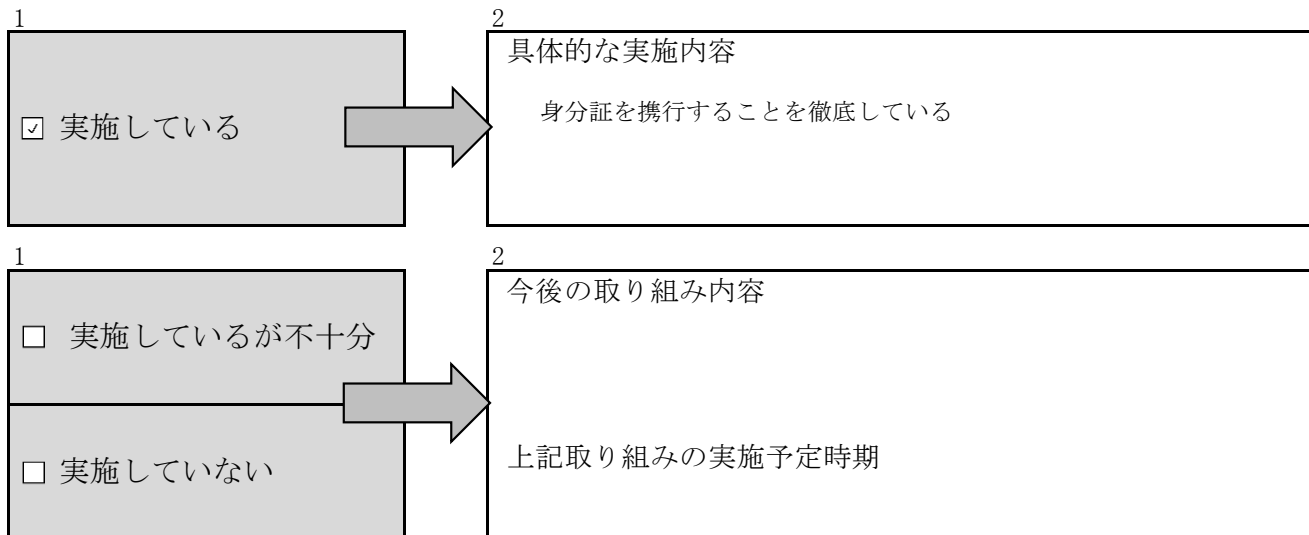 1
2
☑ 実施している
具体的な実施内容
身分証を携行することを徹底している
1
2
☐ 実施しているが不十分
☐ 実施していない
今後の取り組み内容
上記取り組みの実施予定時期